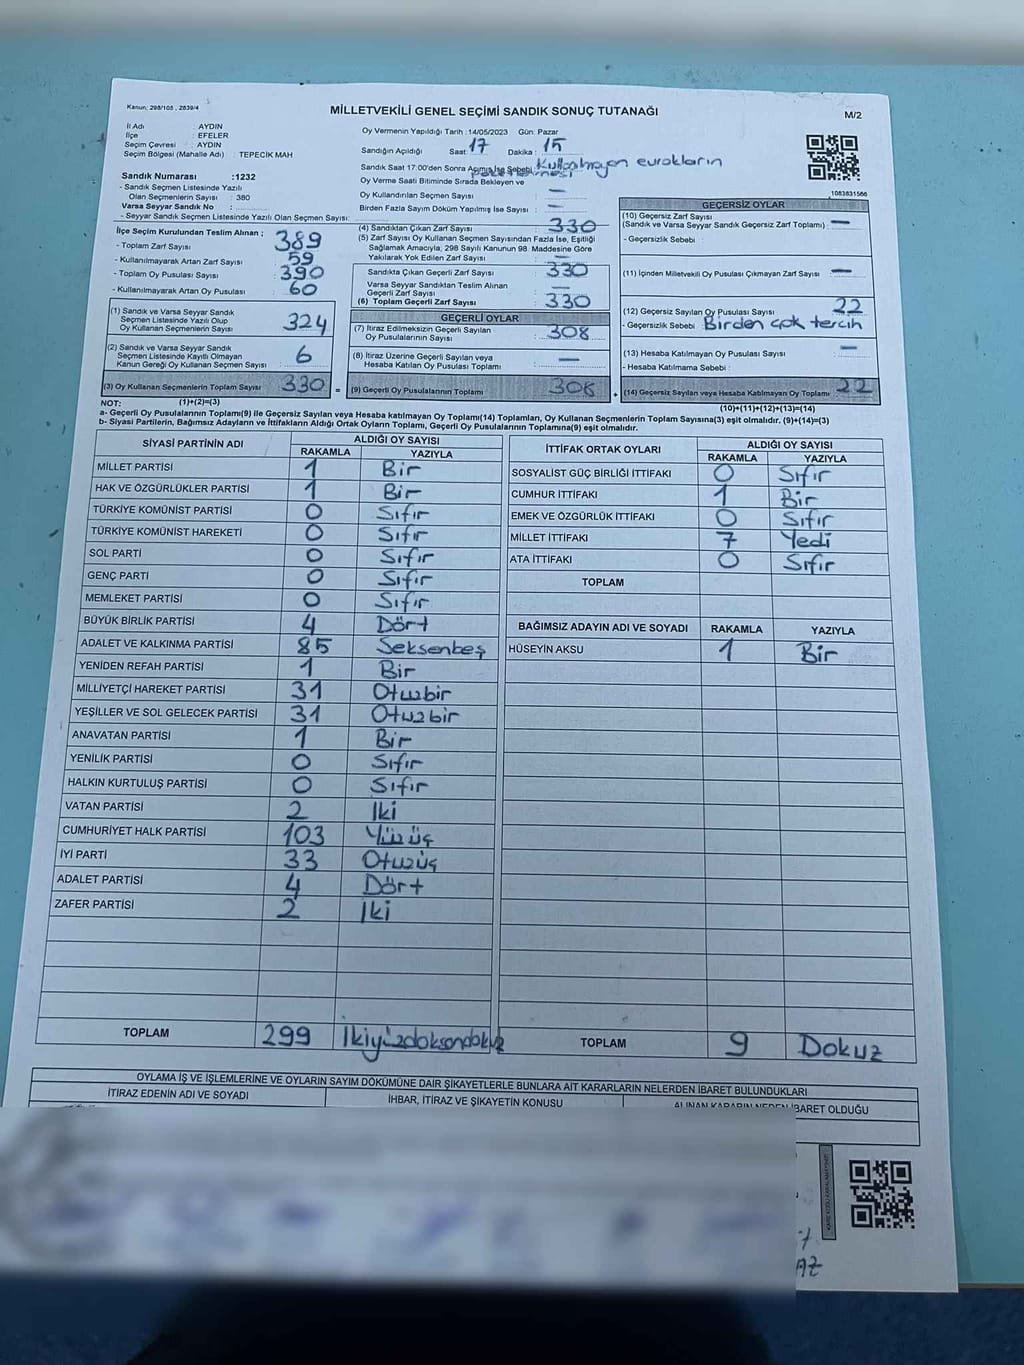 Kanun: 298/105 , 2839/4
MİLLETVEKİLİ GENEL SEÇİMİ SANDIK SONUÇ TUTANAĞI
M/2
İl Adı : AYDIN
İlçe : EFELER
Seçim Çevresi : AYDIN
Seçim Bölgesi (Mahalle Adı) : TEPECİK MAH
Sandık Numarası :1232
- Sandık Seçmen Listesinde Yazılı
Olan Seçmenlerin Sayısı : 380
Varsa Seyyar Sandık No :
- Seyyar Sandık Seçmen Listesinde Yazılı Olan Seçmen Sayısı:
Oy Vermenin Yapıldığı Tarih :14/05/2023 Gün: Pazar
Sandığın Açıldığı Saat: 17 Dakika : 15
Sandık Saat 17:00'den Sonra Açılmış İse Sebebi: Kullanılmayan evrakların
paketlenmesi
Oy Verme Saati Bitiminde Sırada Bekleyen ve
Oy Kullandırılan Seçmen Sayısı : —
Birden Fazla Sayım Döküm Yapılmış İse Sayısı : —
1083831566
İlçe Seçim Kurulundan Teslim Alınan ;
- Toplam Zarf Sayısı : 389
- Kullanılmayarak Artan Zarf Sayısı : 59
- Toplam Oy Pusulası Sayısı : 390
- Kullanılmayarak Artan Oy Pusulası : 60
(4) Sandıktan Çıkan Zarf Sayısı : 330
(5) Zarf Sayısı Oy Kullanan Seçmen Sayısından Fazla İse, Eşitliği
Sağlamak Amacıyla, 298 Sayılı Kanunun 98. Maddesine Göre
Yakılarak Yok Edilen Zarf Sayısı : —
Sandıkta Çıkan Geçerli Zarf Sayısı : 330
Varsa Seyyar Sandıktan Teslim Alınan
Geçerli Zarf Sayısı : —
(6) Toplam Geçerli Zarf Sayısı : 330
GEÇERSİZ OYLAR
(10) Geçersiz Zarf Sayısı
(Sandık ve Varsa Seyyar Sandık Geçersiz Zarf Toplamı) : —
- Geçersizlik Sebebi :
(11) İçinden Milletvekili Oy Pusulası Çıkmayan Zarf Sayısı : —
(12) Geçersiz Sayılan Oy Pusulası Sayısı : 22
- Geçersizlik Sebebi : Birden çok tercih
(13) Hesaba Katılmayan Oy Pusulası Sayısı : —
- Hesaba Katılmama Sebebi :
(14) Geçersiz Sayılan veya Hesaba Katılmayan Oy Toplamı : 22
(10)+(11)+(12)+(13)=(14)
(1) Sandık ve Varsa Seyyar Sandık
Seçmen Listesinde Yazılı Olup
Oy Kullanan Seçmenlerin Sayısı : 324
(2) Sandık ve Varsa Seyyar Sandık
Seçmen Listesinde Kayıtlı Olmayan
Kanun Gereği Oy Kullanan Seçmen Sayısı : 6
(3) Oy Kullanan Seçmenlerin Toplam Sayısı : 330 =
(1)+(2)=(3)
GEÇERLİ OYLAR
(7) İtiraz Edilmeksizin Geçerli Sayılan
Oy Pusulalarının Sayısı : 308
(8) İtiraz Üzerine Geçerli Sayılan veya
Hesaba Katılan Oy Pusulası Toplamı : —
(9) Geçerli Oy Pusulalarının Toplamı : 308 +
NOT:
a- Geçerli Oy Pusulalarının Toplamı(9) ile Geçersiz Sayılan veya Hesaba katılmayan Oy Toplamı(14) Toplamları, Oy Kullanan Seçmenlerin Toplam Sayısına(3) eşit olmalıdır. (9)+(14)=(3)
b- Siyasi Partilerin, Bağımsız Adayların ve İttifakların Aldığı Ortak Oyların Toplamı, Geçerli Oy Pusulalarının Toplamına(9) eşit olmalıdır.
SİYASİ PARTİNİN ADI ALDIĞI OY SAYISI
RAKAMLA YAZIYLA
MİLLET PARTİSİ 1 Bir
HAK VE ÖZGÜRLÜKLER PARTİSİ 1 Bir
TÜRKİYE KOMÜNİST PARTİSİ 0 Sıfır
TÜRKİYE KOMÜNİST HAREKETİ 0 Sıfır
SOL PARTİ 0 Sıfır
GENÇ PARTİ 0 Sıfır
MEMLEKET PARTİSİ 0 Sıfır
BÜYÜK BİRLİK PARTİSİ 4 Dört
ADALET VE KALKINMA PARTİSİ 85 Seksenbeş
YENİDEN REFAH PARTİSİ 1 Bir
MİLLİYETÇİ HAREKET PARTİSİ 31 Otuzbir
YEŞİLLER VE SOL GELECEK PARTİSİ 31 Otuzbir
ANAVATAN PARTİSİ 1 Bir
YENİLİK PARTİSİ 0 Sıfır
HALKIN KURTULUŞ PARTİSİ 0 Sıfır
VATAN PARTİSİ 2 İki
CUMHURİYET HALK PARTİSİ 103 Yüzüç
İYİ PARTİ 33 Otuzüç
ADALET PARTİSİ 4 Dört
ZAFER PARTİSİ 2 İki
TOPLAM 299 İkiyüzdoksandokuz
İTTİFAK ORTAK OYLARI ALDIĞI OY SAYISI
RAKAMLA YAZIYLA
SOSYALİST GÜÇ BİRLİĞİ İTTİFAKI 0 Sıfır
CUMHUR İTTİFAKI 1 Bir
EMEK VE ÖZGÜRLÜK İTTİFAKI 0 Sıfır
MİLLET İTTİFAKI 7 Yedi
ATA İTTİFAKI 0 Sıfır
TOPLAM
BAĞIMSIZ ADAYIN ADI VE SOYADI RAKAMLA YAZIYLA
HÜSEYİN AKSU 1 Bir
TOPLAM 9 Dokuz
OYLAMA İŞ VE İŞLEMLERİNE VE OYLARIN SAYIM DÖKÜMÜNE DAİR ŞİKAYETLERLE BUNLARA AİT KARARLARIN NELERDEN İBARET BULUNDUKLARI
İTİRAZ EDENİN ADI VE SOYADI İHBAR, İTİRAZ VE ŞİKAYETİN KONUSU ALINAN KARARIN NEDEN İBARET OLDUĞU